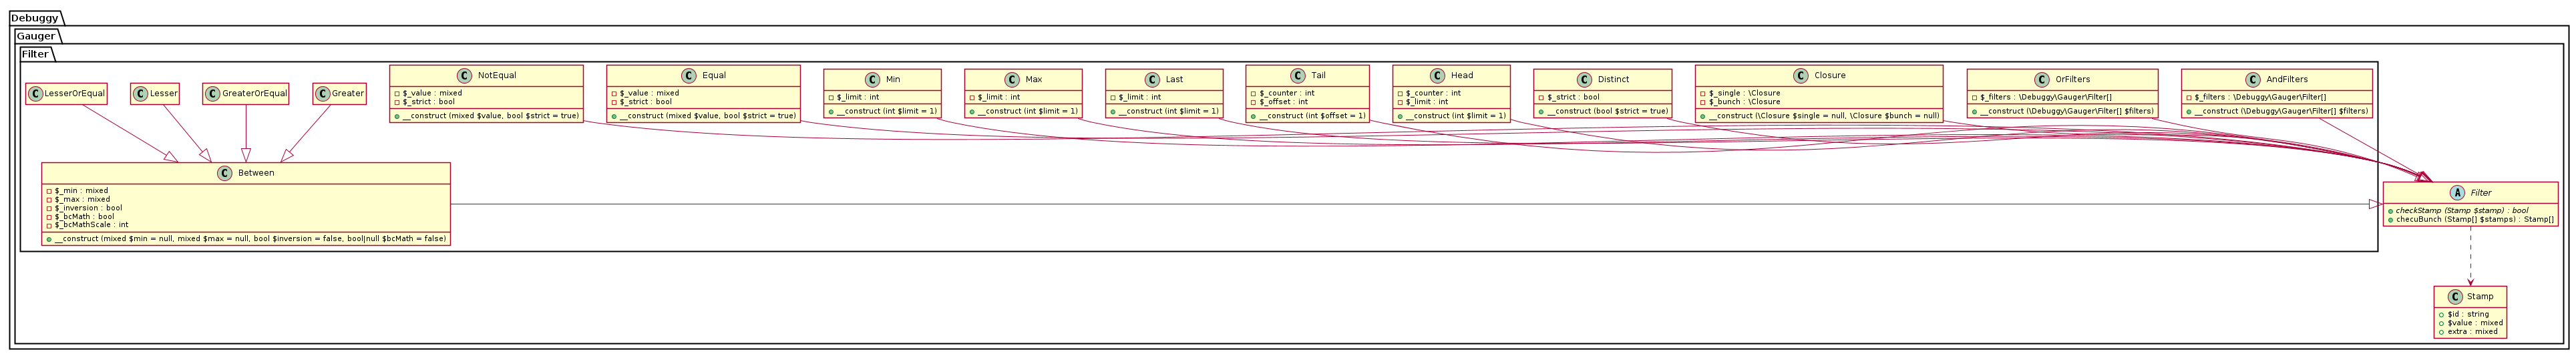 Debuggy
Gauger
Filter
C LesserOrEqual
C Lesser
C GreaterOrEqual
C Greater
C NotEqual
$_value : mixed
$_strict : bool
__construct (mixed $value, bool $strict = true)
C Equal
$_value : mixed
$_strict : bool
__construct (mixed $value, bool $strict = true)
C Min
$_limit : int
__construct (int $limit = 1)
C Max
$_limit : int
__construct (int $limit = 1)
C Last
$_limit : int
__construct (int $limit = 1)
C Tail
$_counter : int
$_offset : int
__construct (int $offset = 1)
C Head
$_counter : int
$_limit : int
__construct (int $limit = 1)
C Distinct
$_strict : bool
__construct (bool $strict = true)
C Closure
$_single : \Closure
$_bunch : \Closure
__construct (\Closure $single = null, \Closure $bunch = null)
C OrFilters
$_filters : \Debuggy\Gauger\Filter[]
__construct (\Debuggy\Gauger\Filter[] $filters)
C AndFilters
$_filters : \Debuggy\Gauger\Filter[]
__construct (\Debuggy\Gauger\Filter[] $filters)
C Between
$_min : mixed
$_max : mixed
$_inversion : bool
$_bcMath : bool
$_bcMathScale : int
__construct (mixed $min = null, mixed $max = null, bool $inversion = false, bool|null $bcMath = false)
A Filter
checkStamp (Stamp $stamp) : bool
checuBunch (Stamp[] $stamps) : Stamp[]
C Stamp
$id : string
$value : mixed
extra : mixed